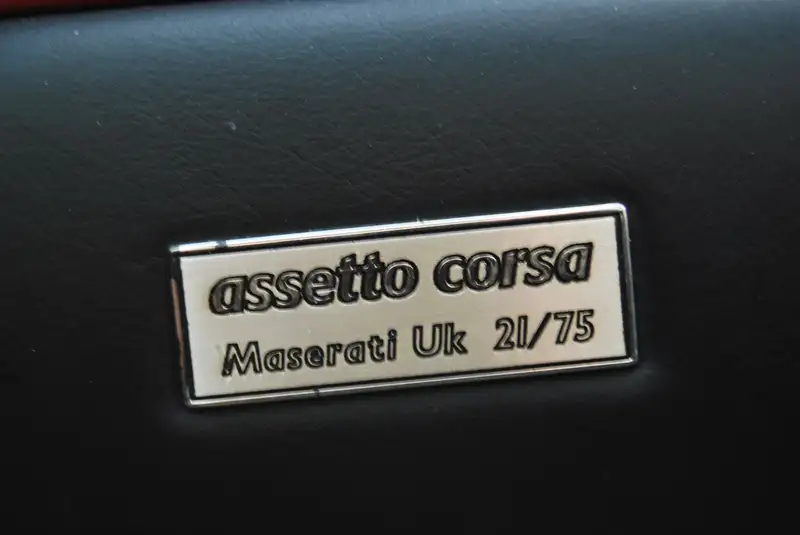 assetto corsa
Maserati Uk 21/75